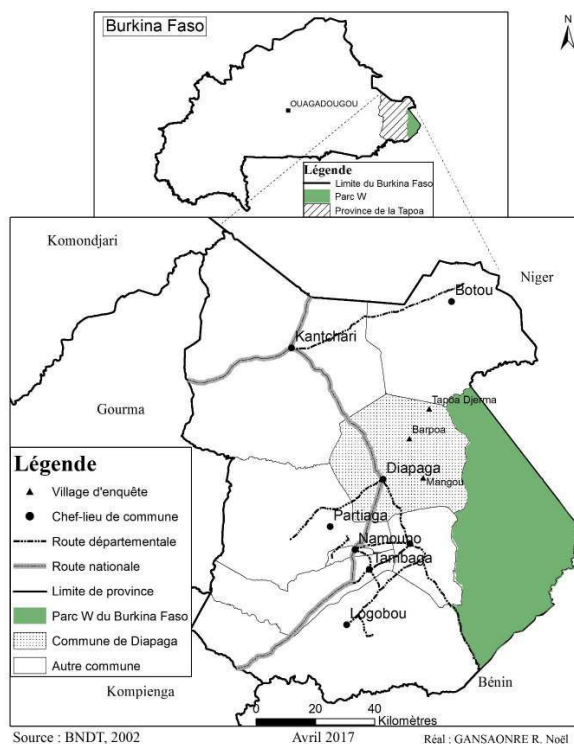 Burkina Faso
N
OUAGADOUGOU
Légende
Limite du Burkina Faso
Parc W
Province de la Tapoa
Komondjari
Niger
Botou
Kantchari
Gourma
Tapoa Djerma
Barpoa
Diapaga
Mangou
Partiaga
Namouno
Tambaga
Logobou
Légende
Village d'enquête
Chef-lieu de commune
Route départementale
Route nationale
Limite de province
Parc W du Burkina Faso
Commune de Diapaga
Autre commune
Kompienga
Bénin
0 20 40
Kilomètres
Source : BNDT, 2002 Avril 2017 Réal : GANSAONRE R. Noël